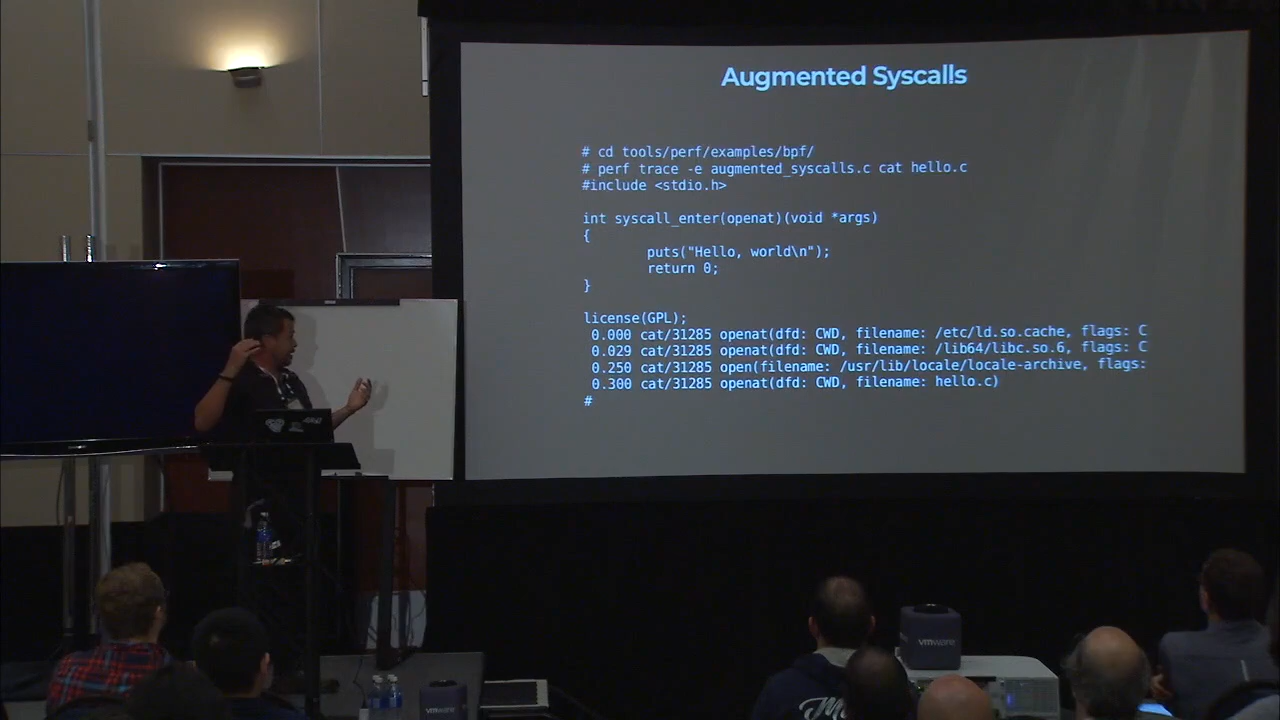 Augmented Syscalls
# cd tools/perf/examples/bpf/
# perf trace -e augmented_syscalls.c cat hello.c
#include <stdio.h>
int syscall_enter(openat)(void *args)
{
puts("Hello, world\n");
return 0;
}
license(GPL);
0.000 cat/31285 openat(dfd: CWD, filename: /etc/ld.so.cache, flags: C
0.029 cat/31285 openat(dfd: CWD, filename: /lib64/libc.so.6, flags: C
0.250 cat/31285 open(filename: /usr/lib/locale/locale-archive, flags:
0.300 cat/31285 openat(dfd: CWD, filename: hello.c)
#
vmware
vmware